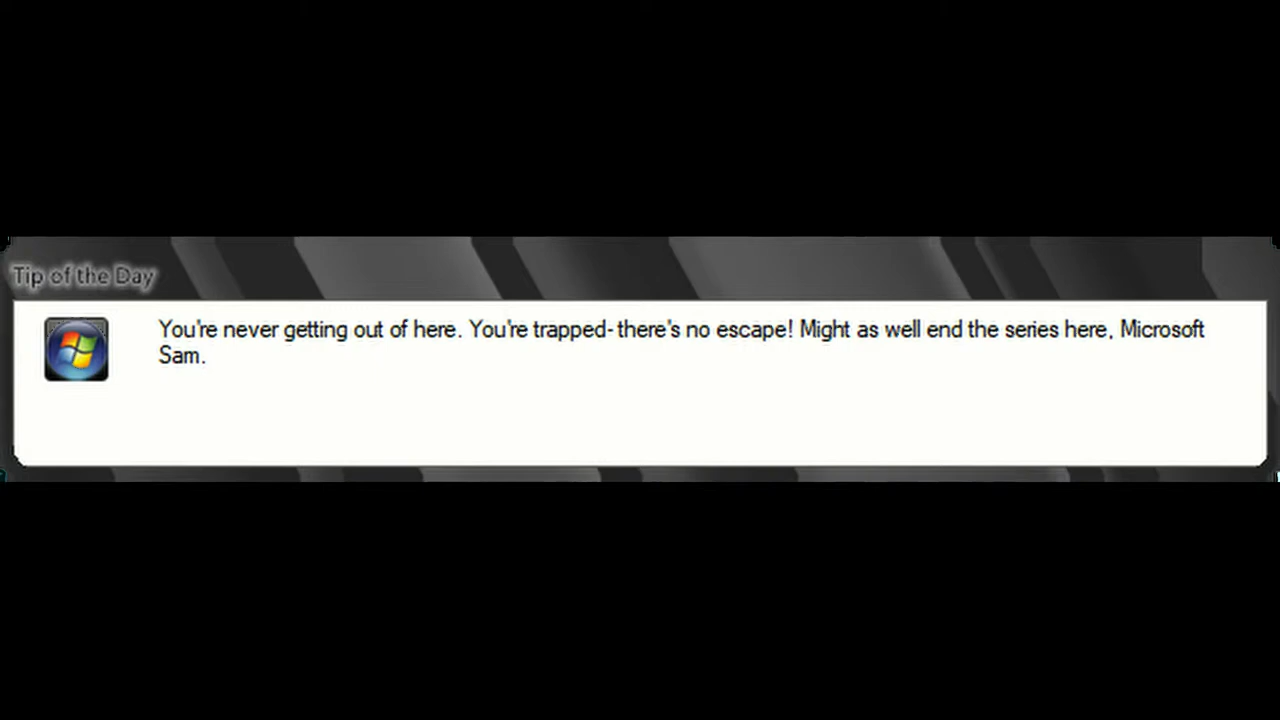 Tip of the Day
You're never getting out of here. You're trapped- there's no escape! Might as well end the series here, Microsoft
Sam.